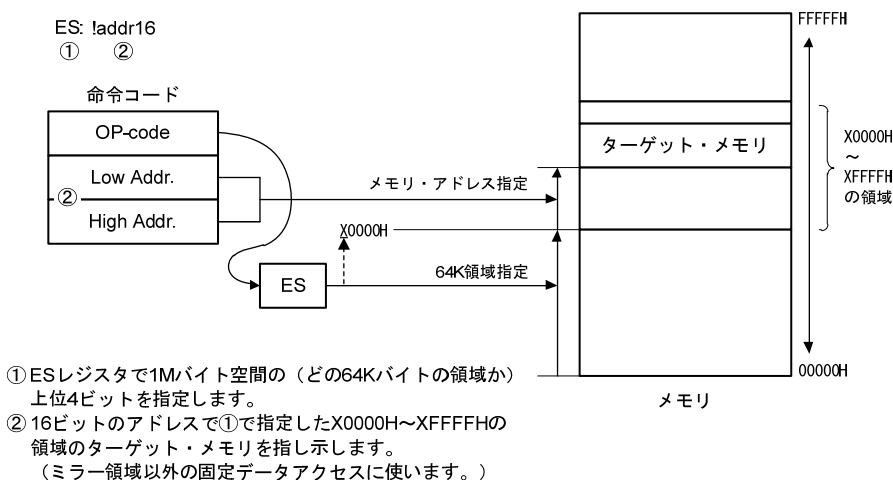 ES: !addr16
① ②
命令コード
OP-code
Low Addr.
②
High Addr.
ES
メモリ・アドレス指定
X0000H
64K領域指定
FFFFFH
ターゲット・メモリ
X0000H
～
XFFFFH
の領域
00000H
メモリ
①ESレジスタで1Mバイト空間の（どの64Kバイトの領域か）
上位4ビットを指定します。
②16ビットのアドレスで①で指定したX0000H～XFFFFHの
領域のターゲット・メモリを指し示します。
（ミラー領域以外の固定データアクセスに使います。）